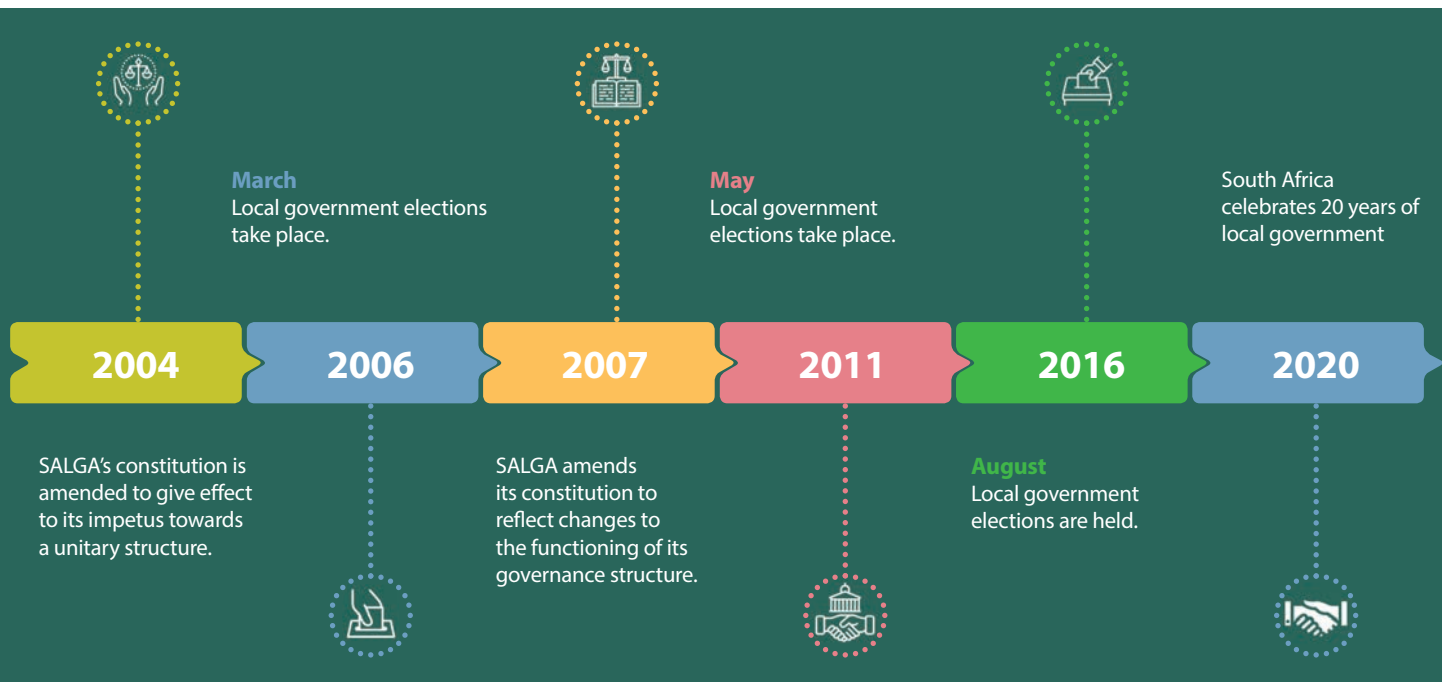 March
Local government elections
take place.
May
Local government
elections take place.
South Africa
celebrates 20 years of
local government
2004
2006
2007
2011
2016
2020
SALGA’s constitution is
amended to give effect
to its impetus towards
a unitary structure.
SALGA amends
its constitution to
reflect changes to
the functioning of its
governance structure.
August
Local government
elections are held.